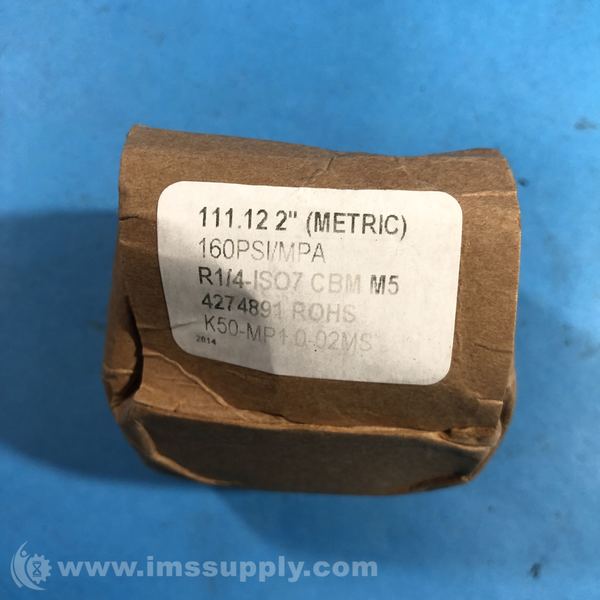 111.12 2" (METRIC)
160PSI/MPA
R1/4-ISO7 CBM M5
4274891 ROHS
K50-MP1.0-02MS
2014
www.imssupply.com